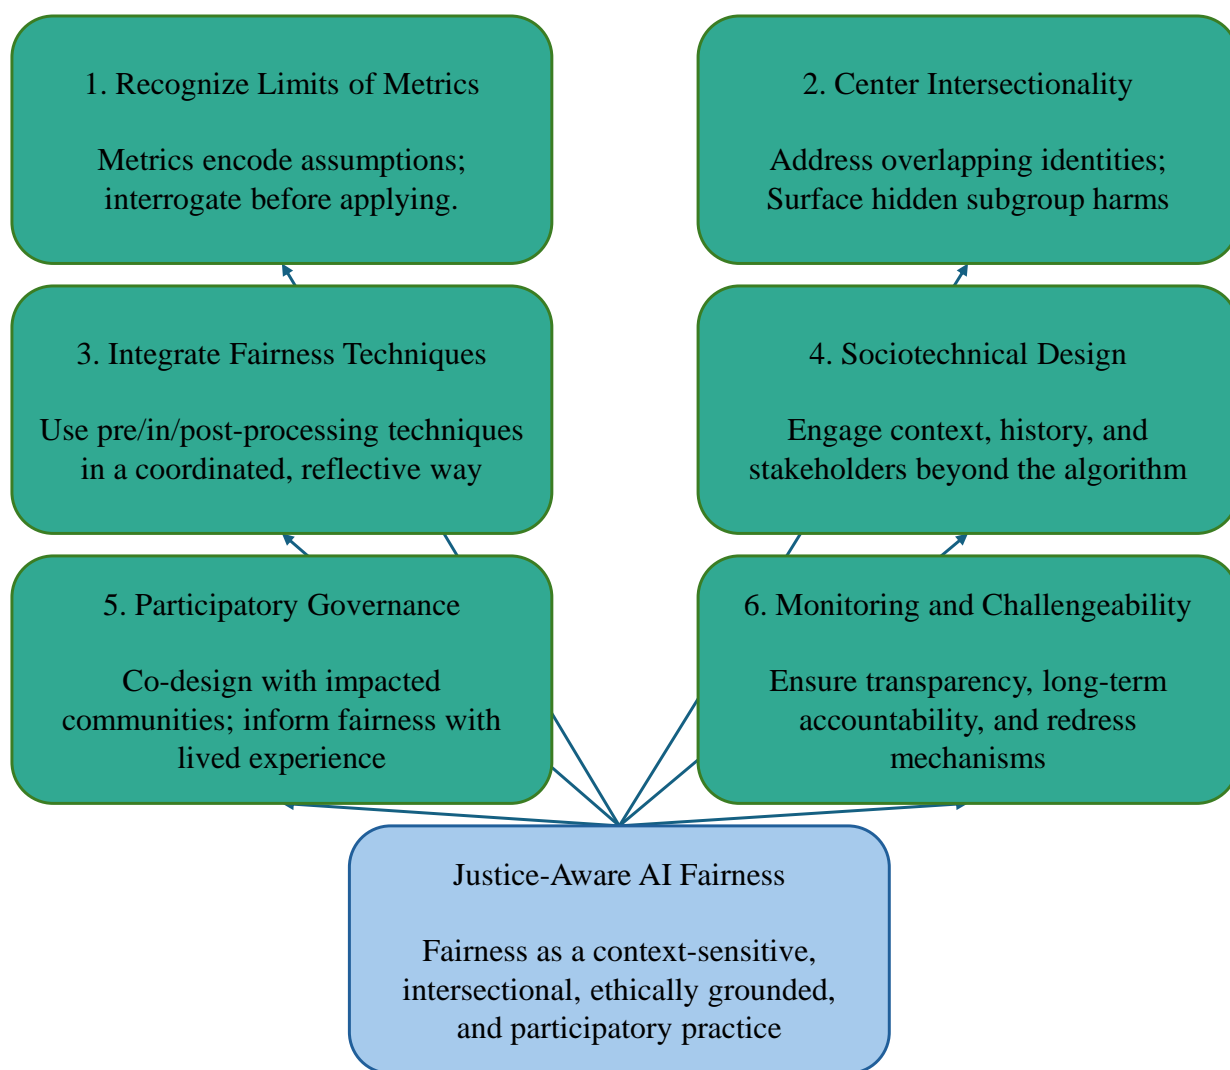 1. Recognize Limits of Metrics
Metrics encode assumptions;
interrogate before applying.
2. Center Intersectionality
Address overlapping identities;
Surface hidden subgroup harms
3. Integrate Fairness Techniques
Use pre/in/post-processing techniques
in a coordinated, reflective way
4. Sociotechnical Design
Engage context, history, and
stakeholders beyond the algorithm
5. Participatory Governance
Co-design with impacted
communities; inform fairness with
lived experience
6. Monitoring and Challengeability
Ensure transparency, long-term
accountability, and redress
mechanisms
Justice-Aware AI Fairness
Fairness as a context-sensitive,
intersectional, ethically grounded,
and participatory practice